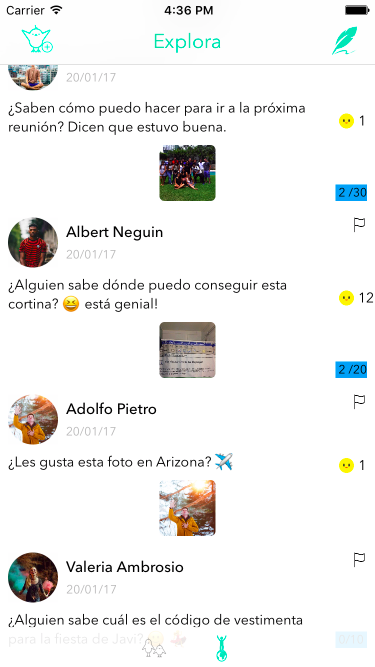 Carrier 4:36 PM
Explora
20/01/17
¿Saben cómo puedo hacer para ir a la próxima
reunión? Dicen que estuvo buena.
1
2 /30
Albert Neguin
20/01/17
¿Alguien sabe dónde puedo conseguir esta
cortina? 😆 está genial!
12
2 /20
Adolfo Pietro
20/01/17
¿Les gusta esta foto en Arizona? ✈️
1
Valeria Ambrosio
20/01/17
¿Alguien sabe cuál es el código de vestimenta
para la fiesta de Javi?
0/10